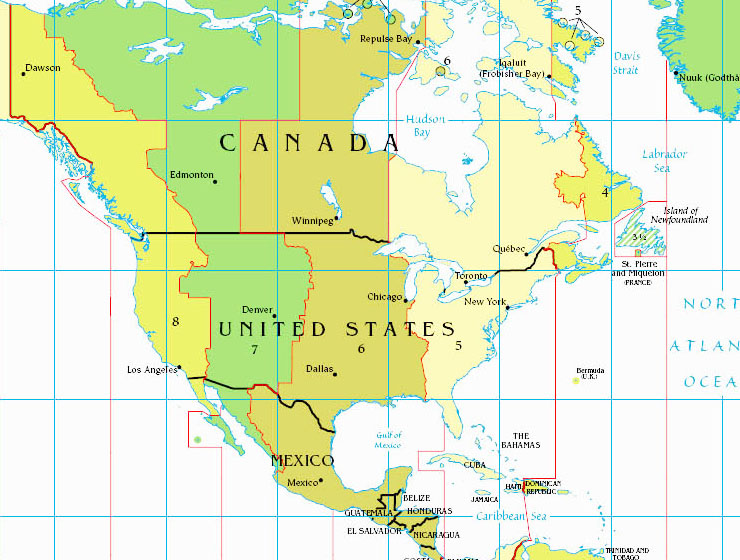 5
Repulse Bay
Davis
Strait
Iqaluit
(Frobisher Bay)
6
Dawson
Nuuk (Godthå
Hudson
Bay
CANADA
Labrador
Sea
Edmonton
4
Island of
Newfoundland
Winnipeg
3 ½
Québec
St. Pierre
and Miquelon
(FRANCE)
Toronto
Chicago
New York
NORT
Denver
8
UNITED STATES
7
6
5
ATLAN
Los Angeles
Dallas
Bermuda
(U.K.)
OCEA
Gulf of
Mexico
THE
BAHAMAS
MEXICO
CUBA
Mexico
HAITI
DOMINICAN
REPUBLIC
BELIZE
JAMAICA
GUATEMALA
HONDURAS
Caribbean Sea
EL SALVADOR
NICARAGUA
TRINIDAD AND
TOBAGO